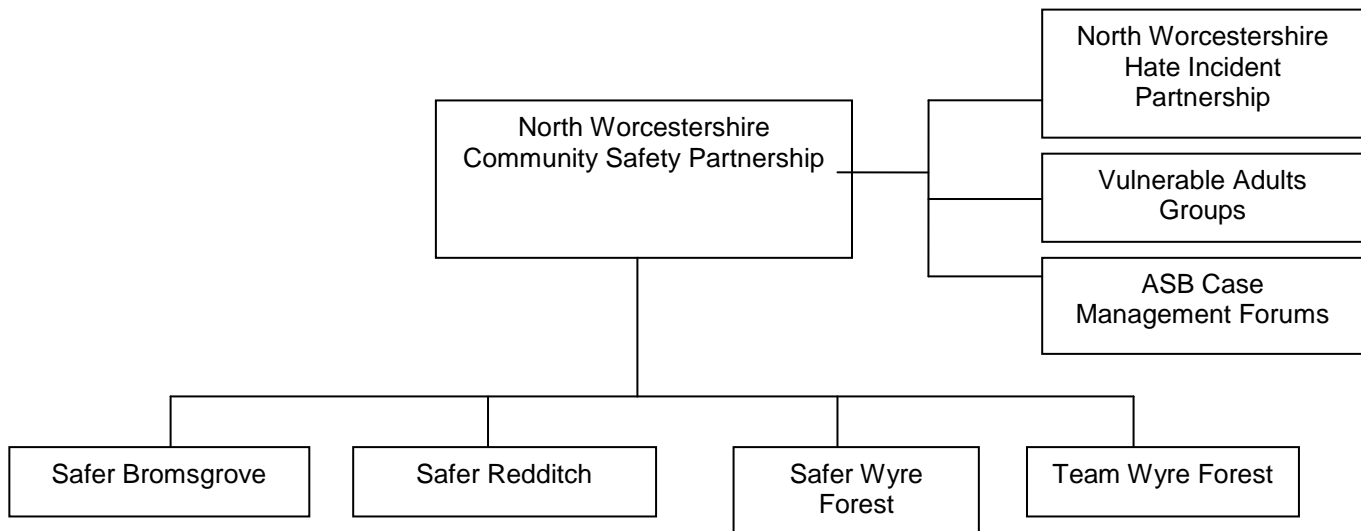 North Worcestershire
Hate Incident
Partnership
North Worcestershire
Community Safety Partnership
Vulnerable Adults
Groups
ASB Case
Management Forums
Safer Bromsgrove
Safer Redditch
Safer Wyre
Forest
Team Wyre Forest